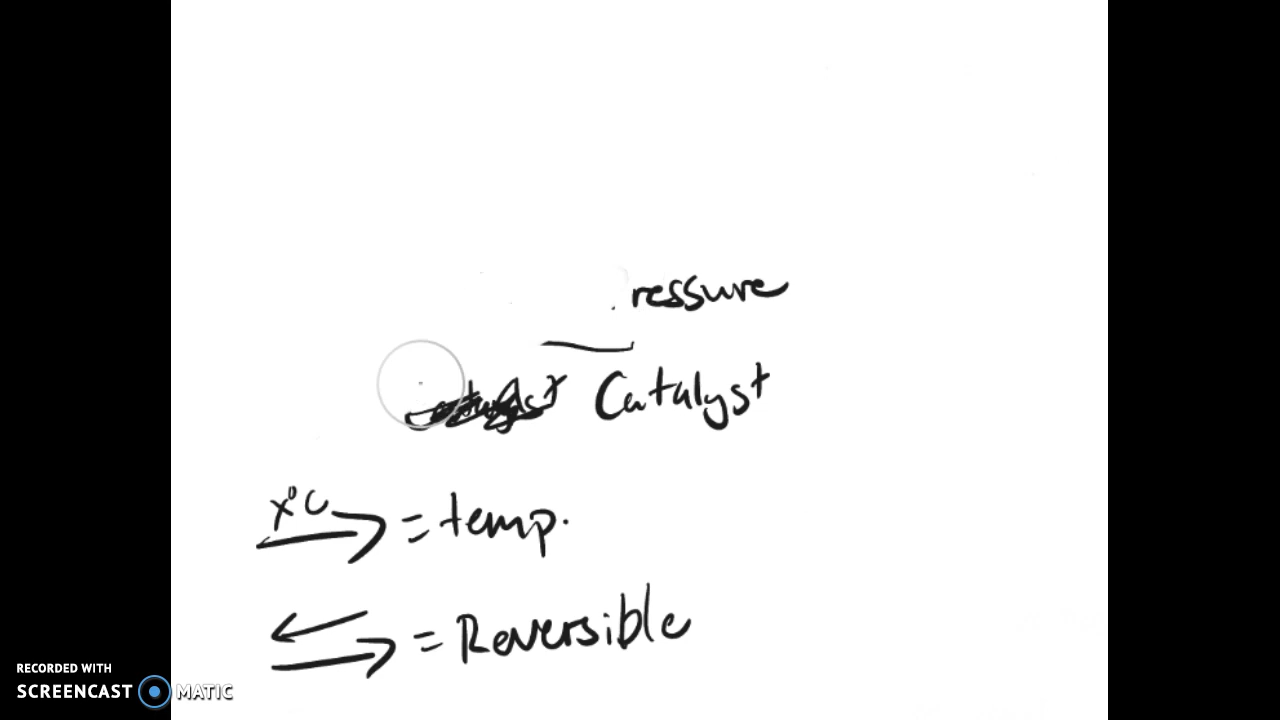 ressure
Catalyst
x°C = temp.
= Reversible
RECORDED WITH
SCREENCAST MATIC